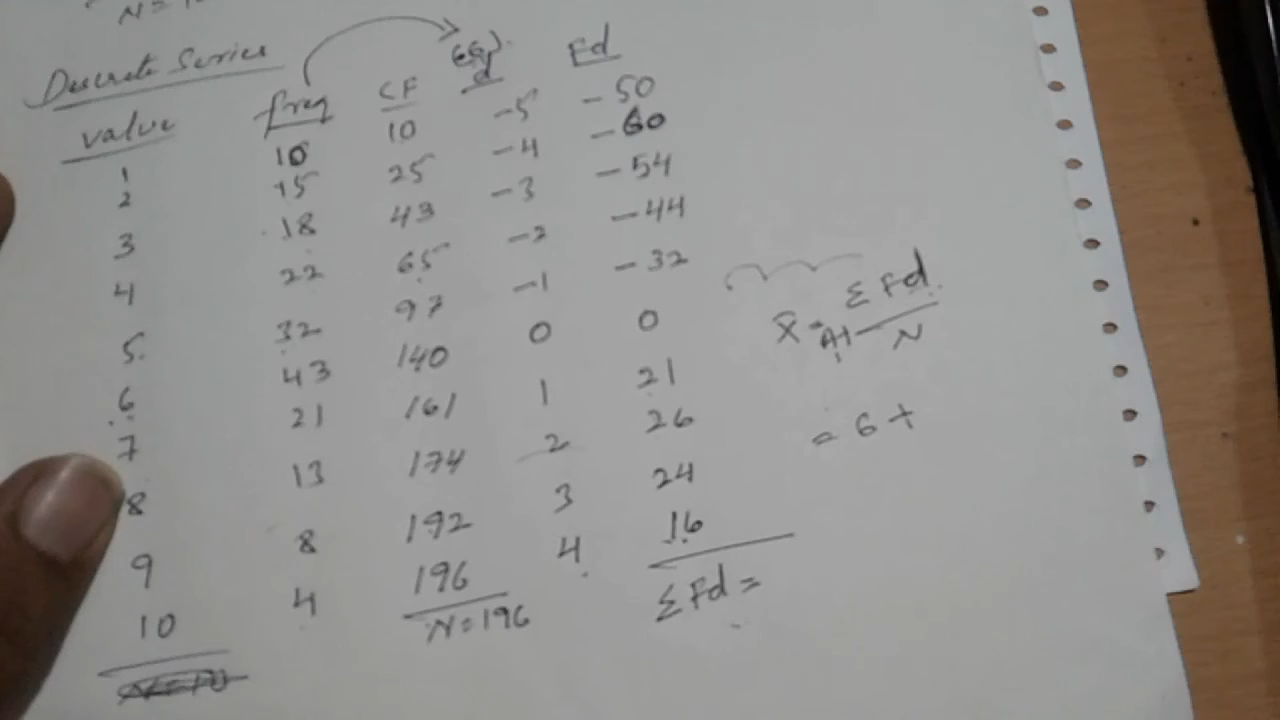 N = 1
Discrete Series
value freq CF d Fd
1 10 10 -5 -50
2 15 25 -4 -60
3 18 43 -3 -54
4 22 65 -2 -44
5. 32 97 -1 -32
6 43 140 0 0
7 21 161 1 21
8 13 174 2 26
9 8 192 3 24
10 4 196 4 16
N = 196 Σ Fd =
X̄ = A + Σ Fd / N
= 6 +